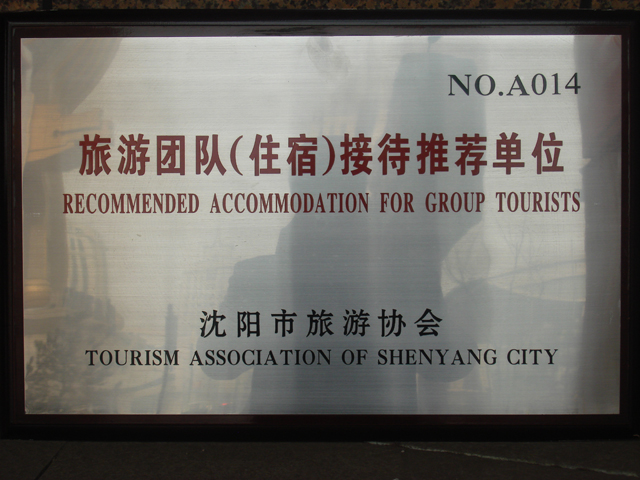 NO.A014
旅游团队(住宿)接待推荐单位
RECOMMENDED ACCOMMODATION FOR GROUP TOURISTS
沈阳市旅游协会
TOURISM ASSOCIATION OF SHENYANG CITY